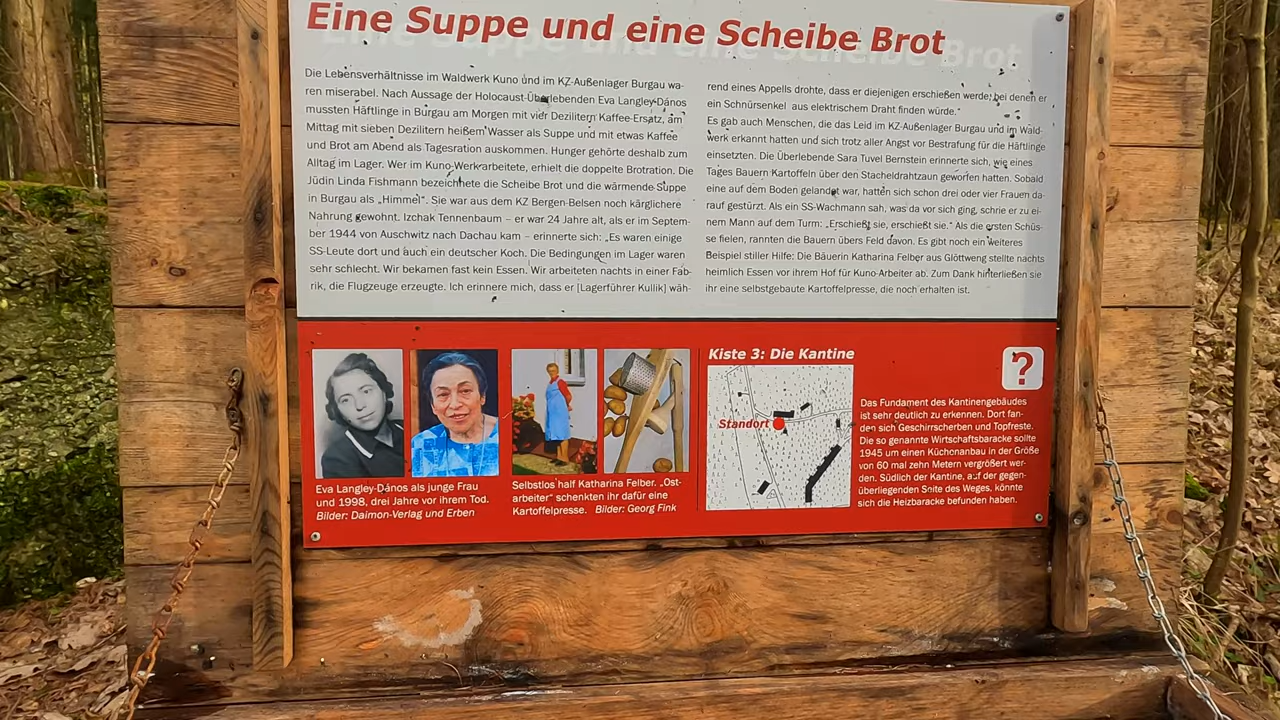 Eine Suppe und eine Scheibe Brot
Die Lebensverhältnisse im Waldwerk Kuno und im KZ-Außenlager Burgau wa-
ren miserabel. Nach Aussage der Holocaust-Überlebenden Eva Langley-Dános
mussten Häftlinge in Burgau am Morgen mit vier Dezilitern Kaffee-Ersatz, am
Mittag mit sieben Dezilitern heißem Wasser als Suppe und mit etwas Kaffee
und Brot am Abend als Tagesration auskommen. Hunger gehörte deshalb zum
Alltag im Lager. Wer im Kuno-Werk arbeitete, erhielt die doppelte Brotration. Die
Jüdin Linda Fishmann bezeichnete die Scheibe Brot und die wärmende Suppe
in Burgau als „Himmel“. Sie war aus dem KZ Bergen-Belsen noch kärglichere
Nahrung gewohnt. Izchak Tennenbaum – er war 24 Jahre alt, als er im Septem-
ber 1944 von Auschwitz nach Dachau kam – erinnerte sich: „Es waren einige
SS-Leute dort und auch ein deutscher Koch. Die Bedingungen im Lager waren
sehr schlecht. Wir bekamen fast kein Essen. Wir arbeiteten nachts in einer Fab-
rik, die Flugzeuge erzeugte. Ich erinnere mich, dass er [Lagerführer Kullik] wäh-
rend eines Appells drohte, dass er diejenigen erschießen werde, bei denen er
ein Schnürsenkel aus elektrischem Draht finden würde.“
Es gab auch Menschen, die das Leid im KZ-Außenlager Burgau und im Wald-
werk erkannt hatten und sich trotz aller Angst vor Bestrafung für die Häftlinge
einsetzten. Die Überlebende Sara Tuvel Bernstein erinnerte sich, wie eines
Tages Bauern Kartoffeln über den Stacheldrahtzaun geworfen hatten. Sobald
eine auf dem Boden gelandet war, hatten sich schon drei oder vier Frauen da-
rauf gestürzt. Als ein SS-Wachmann sah, was da vor sich ging, schrie er zu ei-
nem Mann auf dem Turm: „Erschießt sie, erschießt sie.“ Als die ersten Schüs-
se fielen, rannten die Bauern übers Feld davon. Es gibt noch ein weiteres
Beispiel stiller Hilfe: Die Bäuerin Katharina Felber aus Glöttweng stellte nachts
heimlich Essen vor ihrem Hof für Kuno-Arbeiter ab. Zum Dank hinterließen sie
ihr eine selbstgebaute Kartoffelpresse, die noch erhalten ist.
Eva Langley-Dános als junge Frau
und 1998, drei Jahre vor ihrem Tod.
Bilder: Daimon-Verlag und Erben
Selbstlos half Katharina Felber. „Ost-
arbeiter“ schenkten ihr dafür eine
Kartoffelpresse. Bilder: Georg Fink
Kiste 3: Die Kantine
?
Standort
Das Fundament des Kantinengebäudes
ist sehr deutlich zu erkennen. Dort fan-
den sich Geschirrscherben und Topfreste.
Die so genannte Wirtschaftsbaracke sollte
1945 um einen Küchenanbau in der Größe
von 60 mal zehn Metern vergrößert wer-
den. Südlich der Kantine, auf der gegen-
überliegenden Seite des Weges, könnte
sich die Heizbaracke befunden haben.